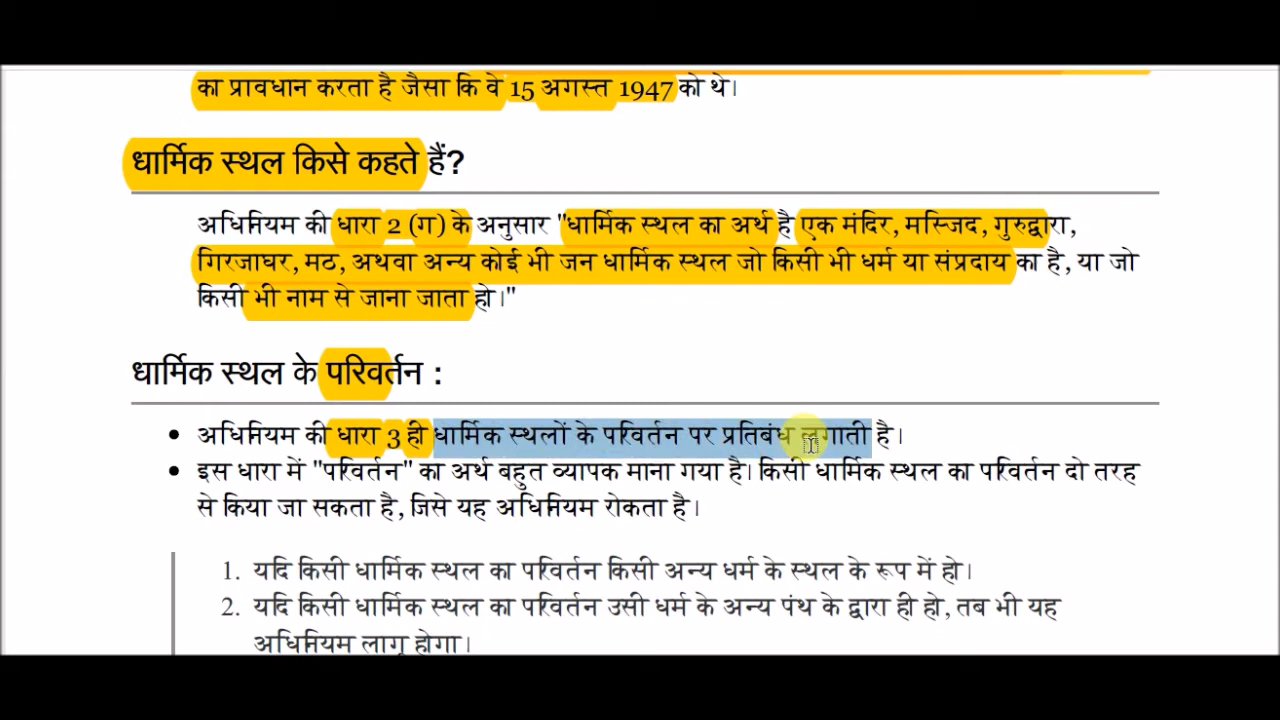 का प्रावधान करता है जैसा कि वे 15 अगस्त 1947 को थे।
धार्मिक स्थल किसे कहते हैं?
अधिनियम की धारा 2 (ग) के अनुसार "धार्मिक स्थल का अर्थ है एक मंदिर, मस्जिद, गुरुद्वारा,
गिरजाघर, मठ, अथवा अन्य कोई भी जन धार्मिक स्थल जो किसी भी धर्म या संप्रदाय का है, या जो
किसी भी नाम से जाना जाता हो।"
धार्मिक स्थल के परिवर्तन :
• अधिनियम की धारा 3 ही धार्मिक स्थलों के परिवर्तन पर प्रतिबंध लगाती है।
• इस धारा में "परिवर्तन" का अर्थ बहुत व्यापक माना गया है। किसी धार्मिक स्थल का परिवर्तन दो तरह
से किया जा सकता है, जिसे यह अधिनियम रोकता है।
1. यदि किसी धार्मिक स्थल का परिवर्तन किसी अन्य धर्म के स्थल के रूप में हो।
2. यदि किसी धार्मिक स्थल का परिवर्तन उसी धर्म के अन्य पंथ के द्वारा ही हो, तब भी यह
अधिनियम लागू होगा।